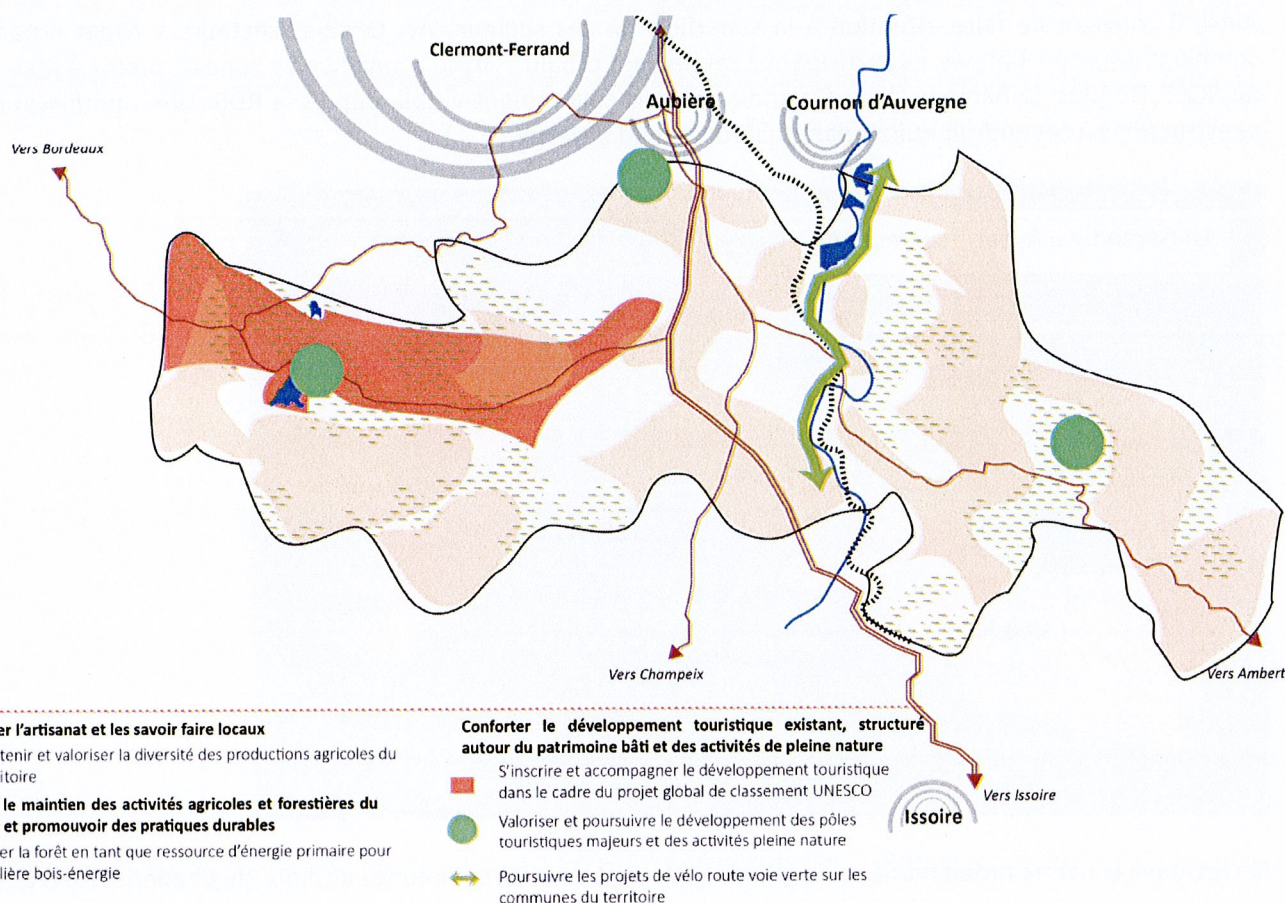 Clermont-Ferrand
Aubière
Cournon d'Auvergne
Vers Bordeaux
Vers Champeix
Vers Ambert
Vers Issoire
Issoire
er l'artisanat et les savoir faire locaux
tenir et valoriser la diversité des productions agricoles du
itoire
le maintien des activités agricoles et forestières du
et promouvoir des pratiques durables
er la forêt en tant que ressource d'énergie primaire pour
lière bois-énergie
Conforter le développement touristique existant, structuré
autour du patrimoine bâti et des activités de pleine nature
S'inscrire et accompagner le développement touristique
dans le cadre du projet global de classement UNESCO
Valoriser et poursuivre le développement des pôles
touristiques majeurs et des activités pleine nature
Poursuivre les projets de vélo route voie verte sur les
communes du territoire